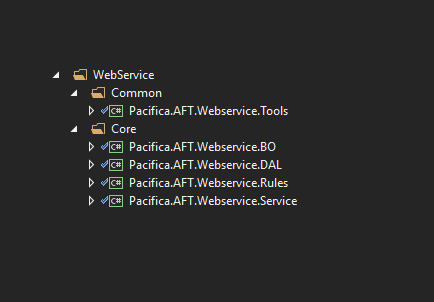 WebService
Common
C# Pacifica.AFT.Webservice.Tools
Core
C# Pacifica.AFT.Webservice.BO
C# Pacifica.AFT.Webservice.DAL
C# Pacifica.AFT.Webservice.Rules
C# Pacifica.AFT.Webservice.Service